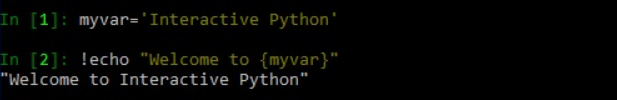 In [1]: myvar='Interactive Python'
In [2]: !echo "Welcome to {myvar}"
"Welcome to Interactive Python"